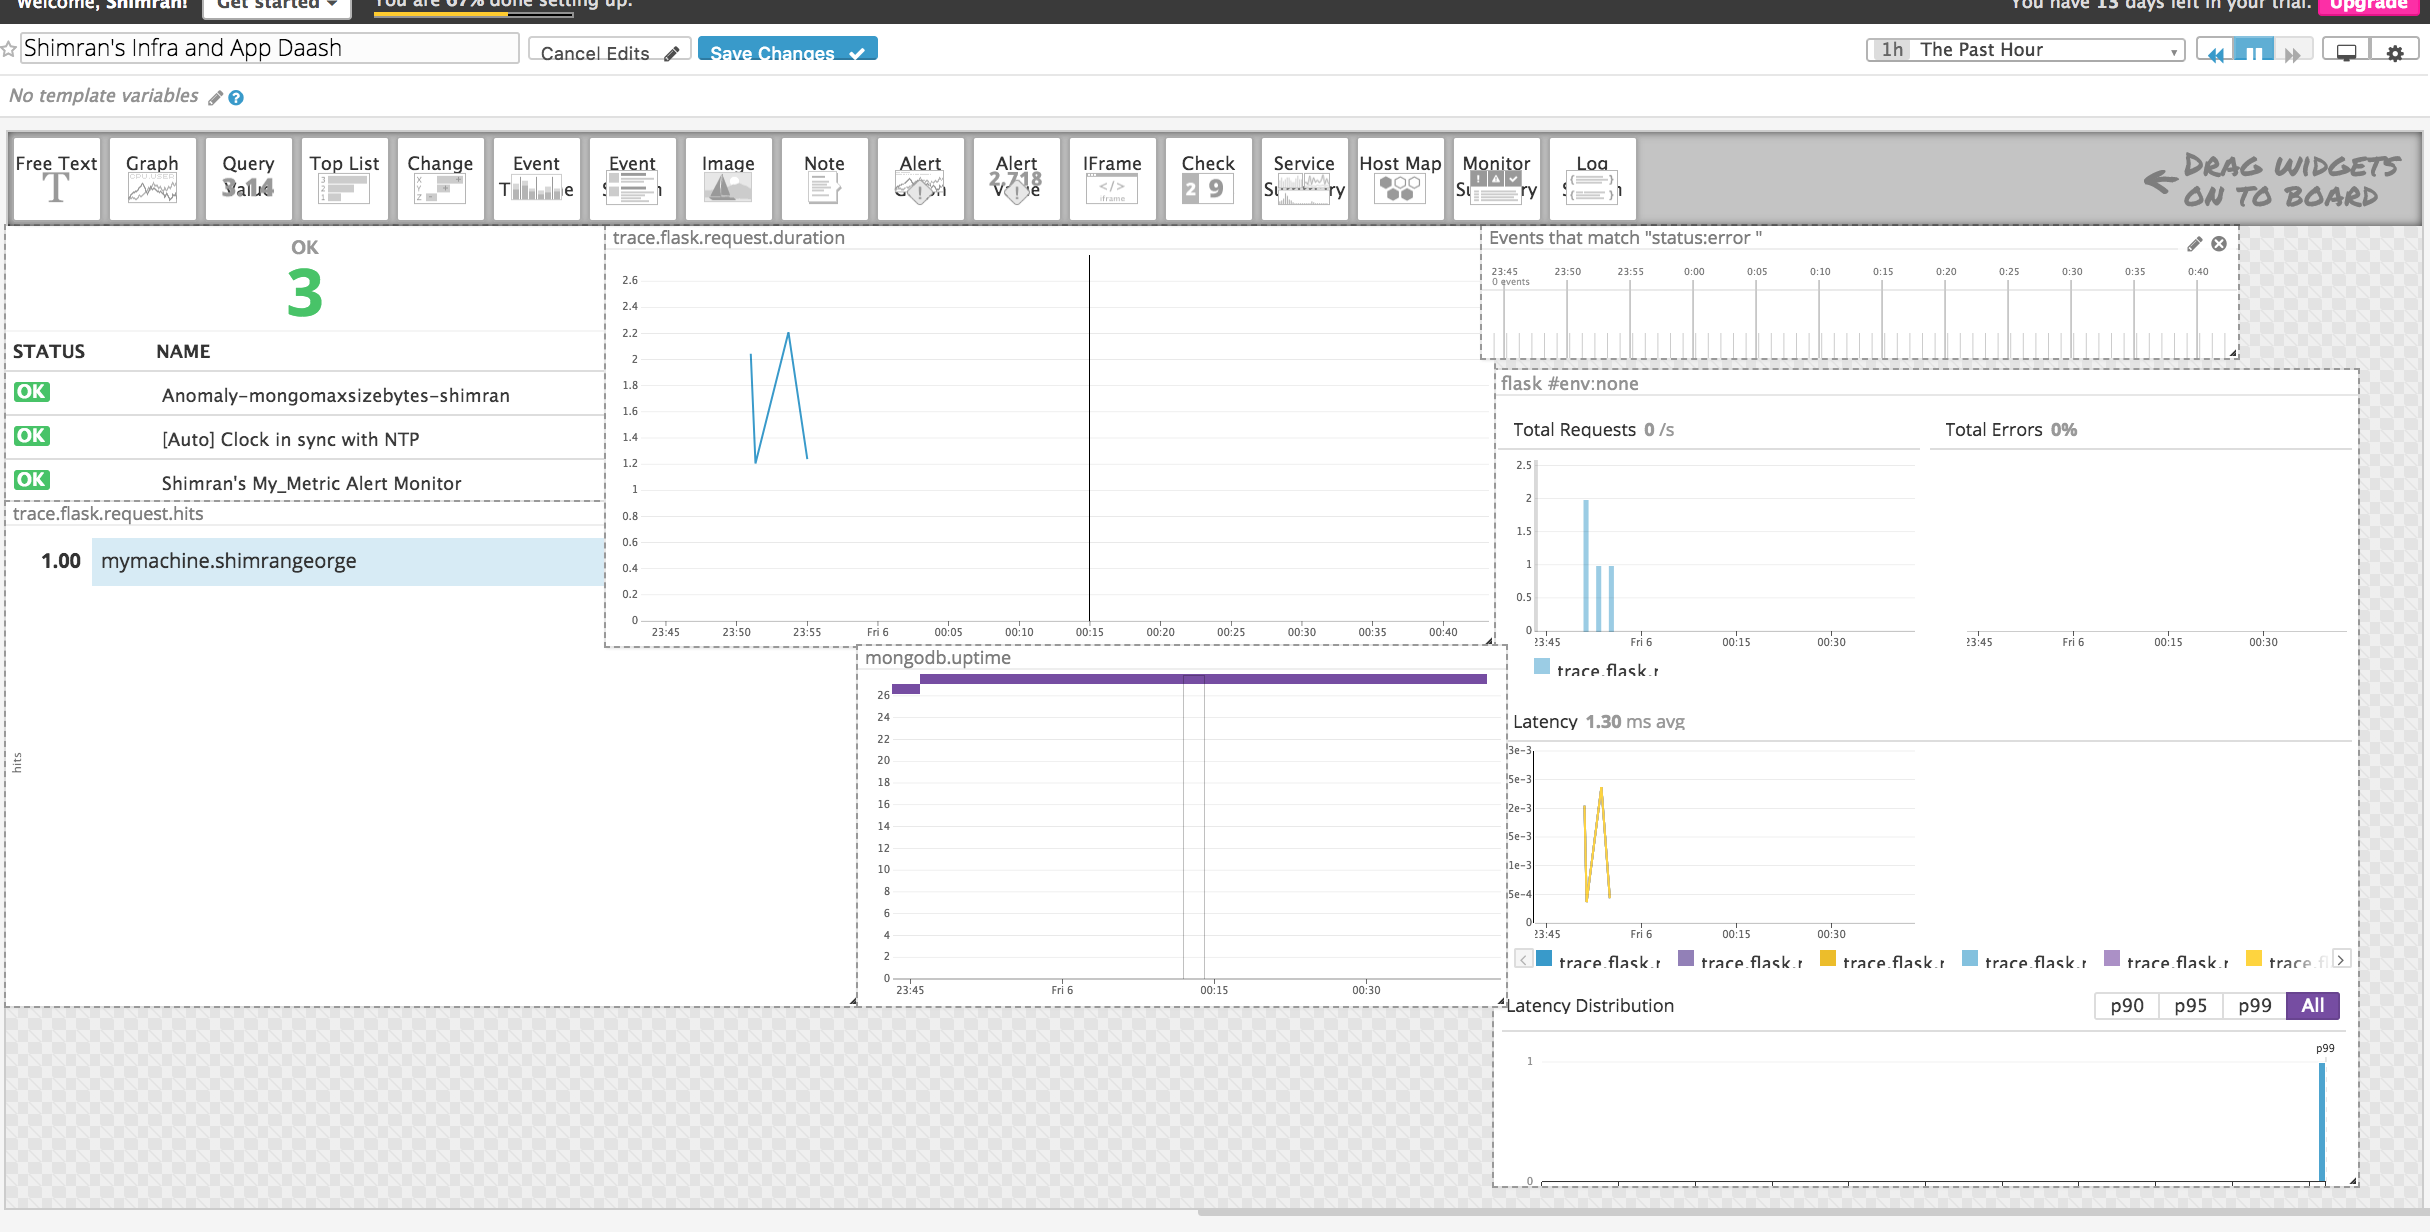 Welcome, Shimran!
Get started
You are 67% done setting up.
You have 13 days left in your trial.
Upgrade
Shimran's Infra and App Daash
Cancel Edits
Save Changes
1h The Past Hour
No template variables
?
Free Text
T
Graph
CPU USER
Query
Value
3.14
Top List
Change
Event
Event
Image
Note
Alert
Alert
2.718
IFrame
</>
iframe
Check
2 9
Service
Host Map
Monitor
Log
DRAG WIDGETS
ON TO BOARD
OK
3
STATUS NAME
OK Anomaly-mongomaxsizebytes-shimran
OK [Auto] Clock in sync with NTP
OK Shimran's My_Metric Alert Monitor
trace.flask.request.hits
1.00 mymachine.shimrangeorge
hits
trace.flask.request.duration
2.6
2.4
2.2
2
1.8
1.6
1.4
1.2
1
0.8
0.6
0.4
0.2
0
23:45 23:50 23:55 Fri 6 00:05 00:10 00:15 00:20 00:25 00:30 00:35 00:40
mongodb.uptime
26
24
22
20
18
16
14
12
10
8
6
4
2
0
23:45 Fri 6 00:15 00:30
Events that match "status:error "
23:45 23:50 23:55 0:00 0:05 0:10 0:15 0:20 0:25 0:30 0:35 0:40
0 events
flask #env:none
Total Requests 0 /s
2.5
2
1.5
1
0.5
0
23:45 Fri 6 00:15 00:30
trace.flask.r
Total Errors 0%
23:45 Fri 6 00:15 00:30
Latency 1.30 ms avg
3e-3
5e-3
2e-3
5e-3
1e-3
5e-4
0
23:45 Fri 6 00:15 00:30
trace.flask.r trace.flask.r trace.flask.r trace.flask.r trace.flask.r trace.fl
Latency Distribution
p90 p95 p99 All
p99
1
0